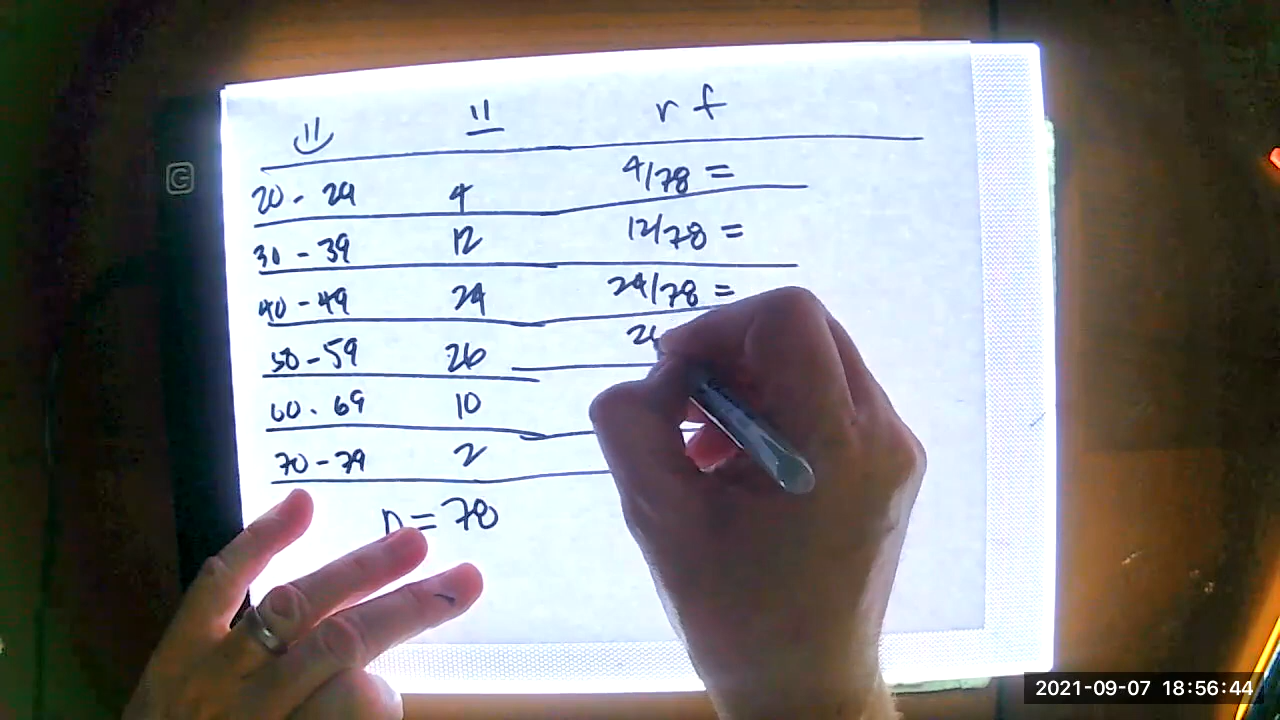 " " r f
20 - 29 4 4/78 =
30 - 39 12 12/78 =
40 - 49 24 24/78 =
50 - 59 26 26
60 - 69 10
70 - 79 2
n = 78
2021-09-07 18:56:44